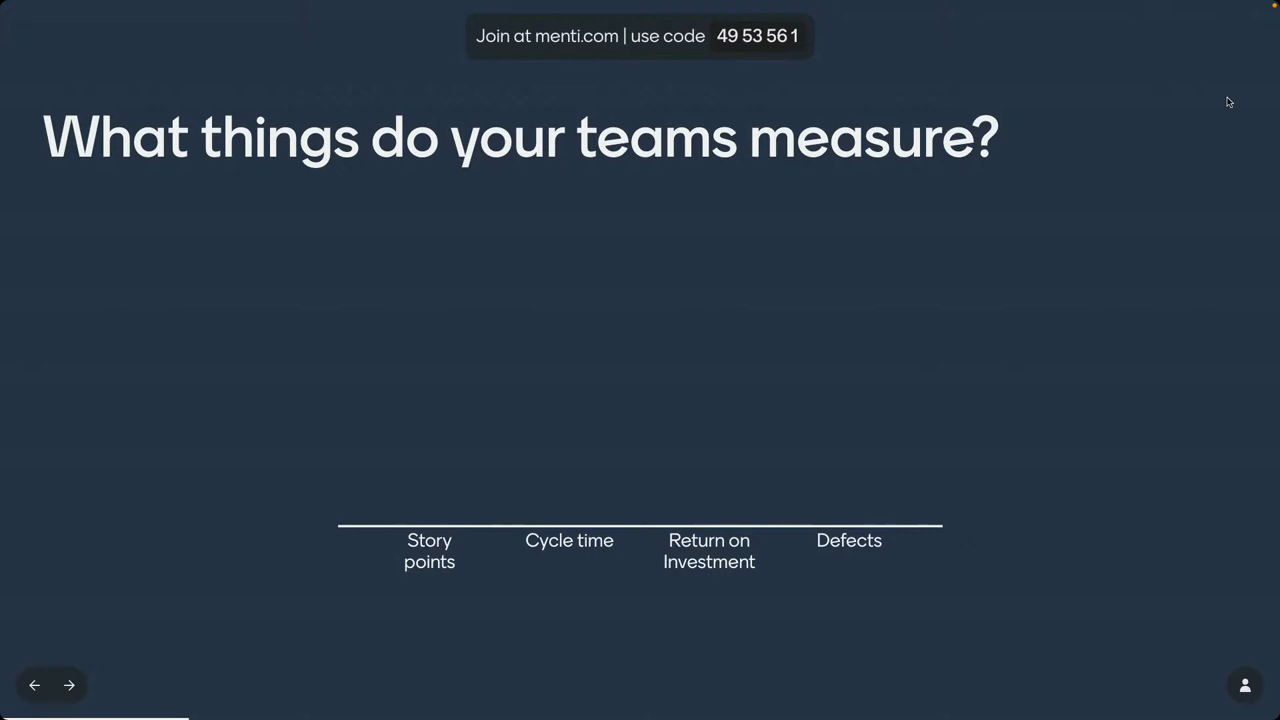 Join at menti.com | use code 49 53 56 1
What things do your teams measure?
Story
points
Cycle time
Return on
Investment
Defects